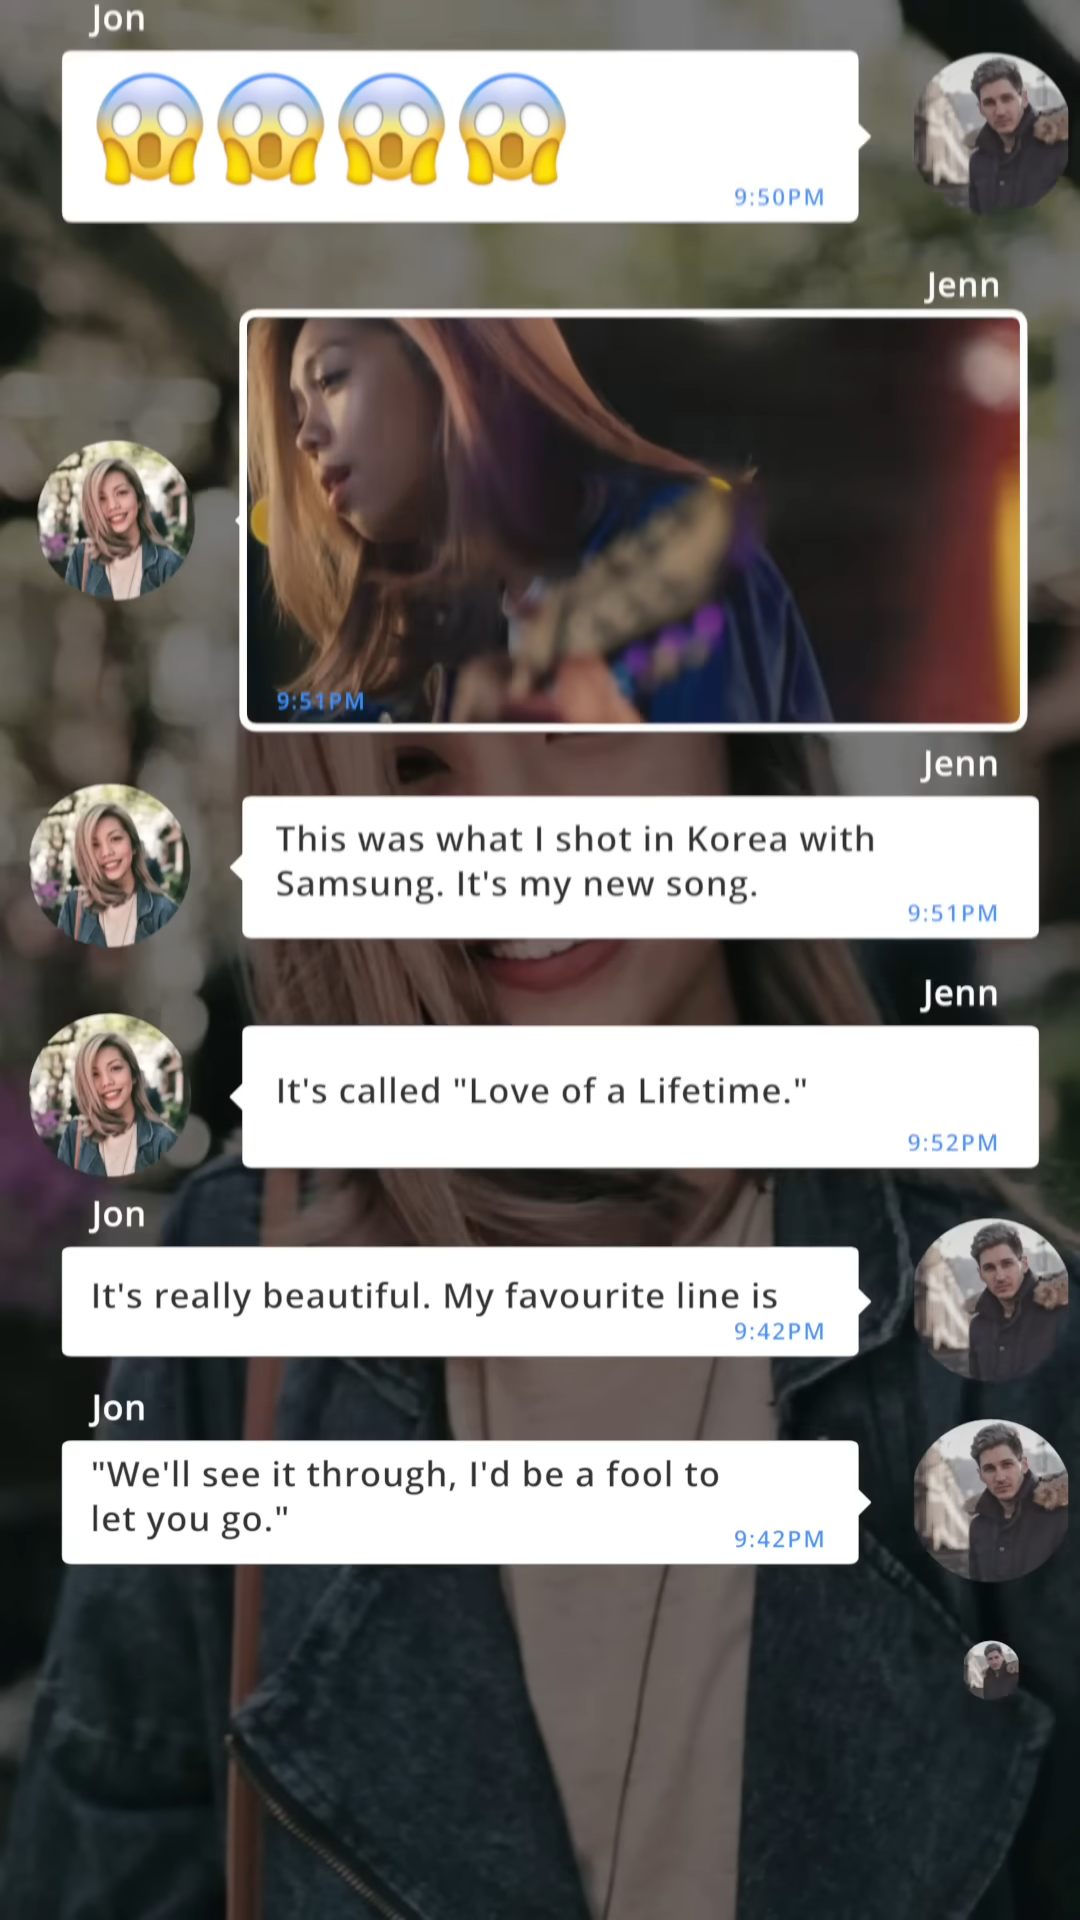 Jon
😱😱😱😱
9:50PM
Jenn
9:51PM
Jenn
This was what I shot in Korea with
Samsung. It's my new song.
9:51PM
Jenn
It's called "Love of a Lifetime."
9:52PM
Jon
It's really beautiful. My favourite line is
9:42PM
Jon
"We'll see it through, I'd be a fool to
let you go."
9:42PM